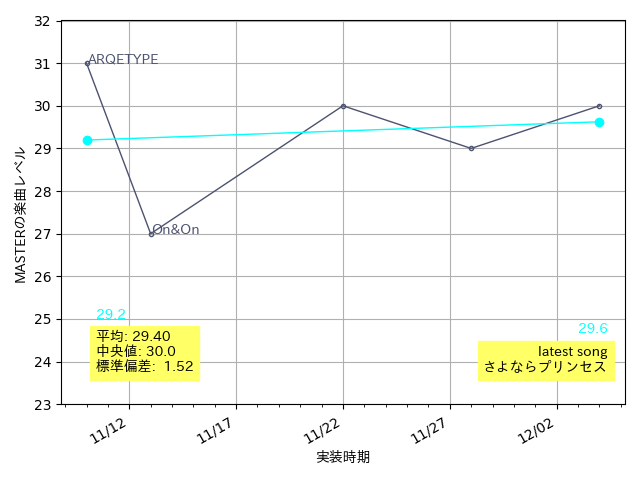 32
31
30
29
28
27
26
25
24
23
MASTERの楽曲レベル
ARQETYPE
On&On
29.2
平均: 29.40
中央値: 30.0
標準偏差: 1.52
29.6
latest song
さよならプリンセス
11/12
11/17
11/22
11/27
12/02
実装時期